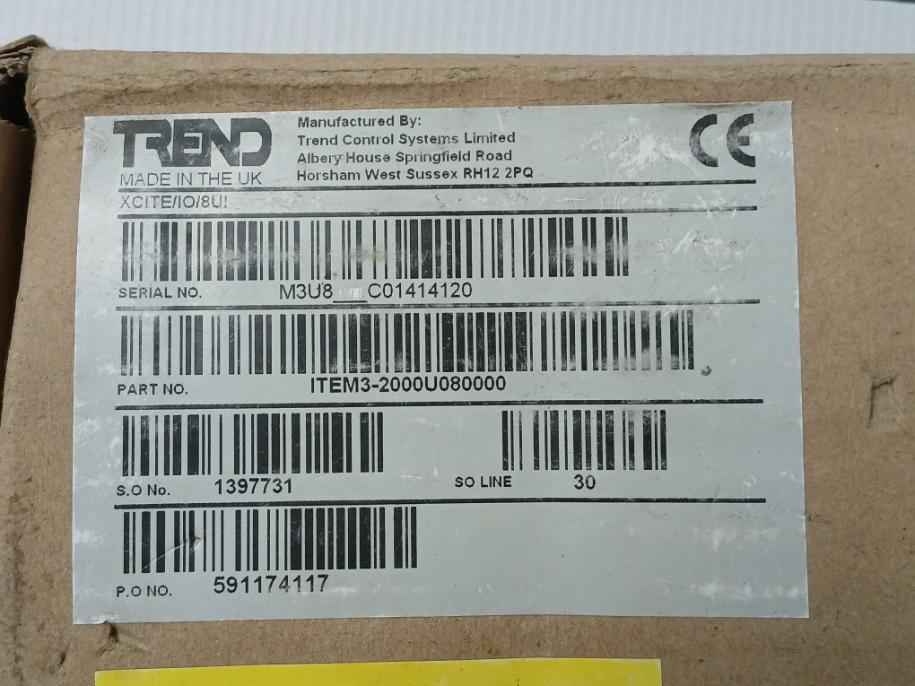 TREND
MADE IN THE UK
Manufactured By:
Trend Control Systems Limited
Albery House Springfield Road
Horsham West Sussex RH12 2PQ
CE
XCITE/IO/8UI
SERIAL NO. M3U8___C01414120
PART NO. ITEM3-2000U080000
S.O No. 1397731 SO LINE 30
P.O NO. 591174117